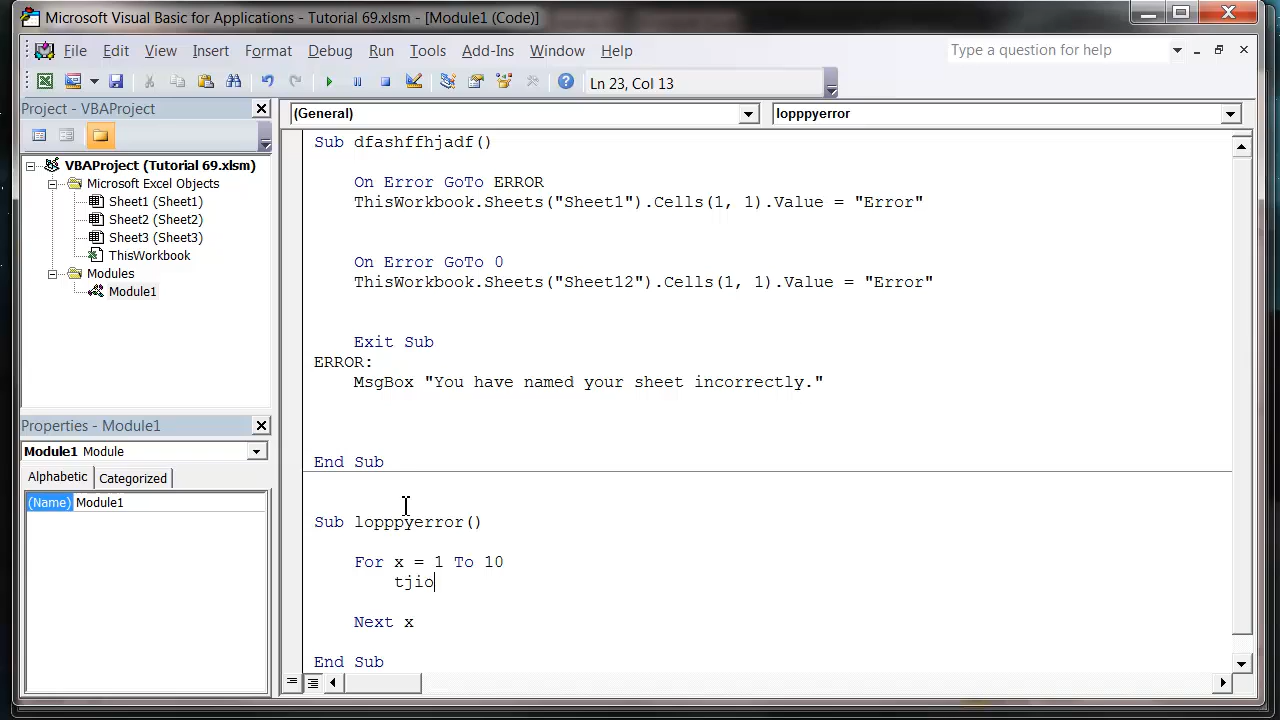 Microsoft Visual Basic for Applications - Tutorial 69.xlsm - [Module1 (Code)]
File Edit View Insert Format Debug Run Tools Add-Ins Window Help
Type a question for help
Ln 23, Col 13
Project - VBAProject
VBAProject (Tutorial 69.xlsm)
Microsoft Excel Objects
Sheet1 (Sheet1)
Sheet2 (Sheet2)
Sheet3 (Sheet3)
ThisWorkbook
Modules
Module1
Properties - Module1
Module1 Module
Alphabetic Categorized
(Name) Module1
(General) lopppyerror
Sub dfashffhjadf()
On Error GoTo ERROR
ThisWorkbook.Sheets("Sheet1").Cells(1, 1).Value = "Error"
On Error GoTo 0
ThisWorkbook.Sheets("Sheet12").Cells(1, 1).Value = "Error"
Exit Sub
ERROR:
MsgBox "You have named your sheet incorrectly."
End Sub
Sub lopppyerror()
For x = 1 To 10
tjio
Next x
End Sub